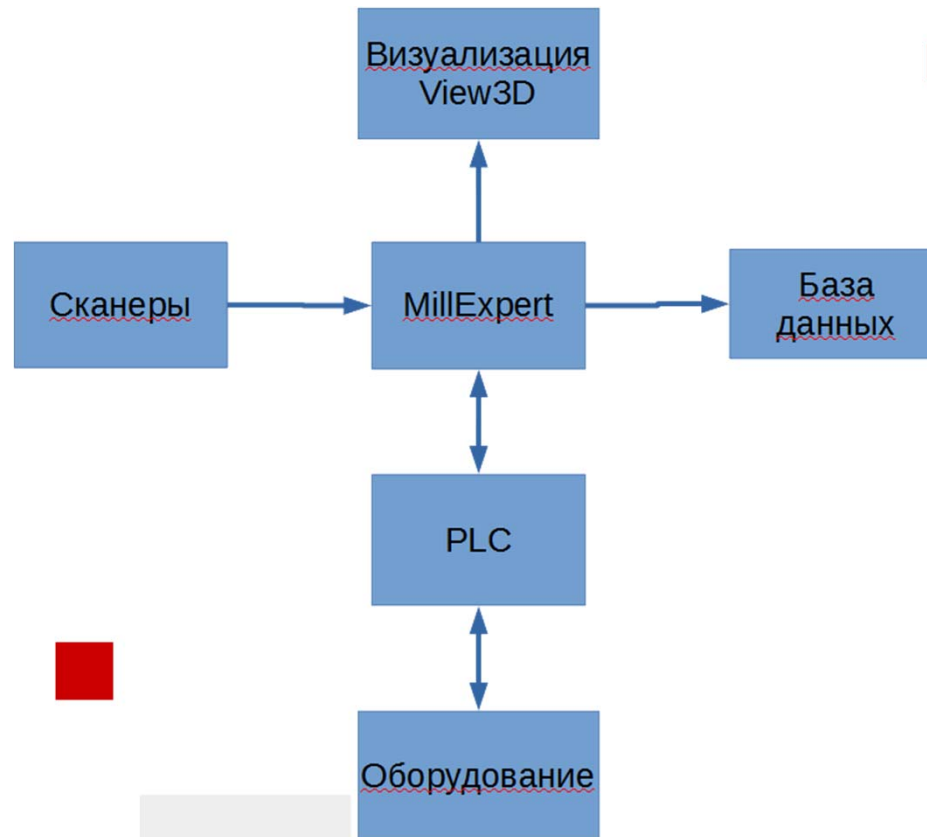 Визуализация
View3D
Сканеры
MillExpert
База
данных
PLC
Оборудование